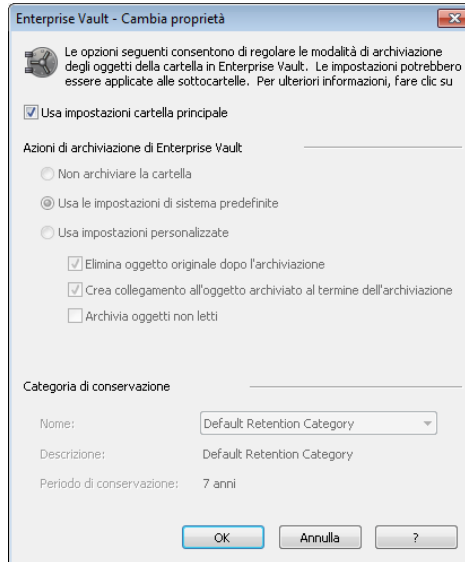 Enterprise Vault - Cambia proprietà
Le opzioni seguenti consentono di regolare le modalità di archiviazione
degli oggetti della cartella in Enterprise Vault. Le impostazioni potrebbero
essere applicate alle sottocartelle. Per ulteriori informazioni, fare clic su
Usa impostazioni cartella principale
Azioni di archiviazione di Enterprise Vault
Non archiviare la cartella
Usa le impostazioni di sistema predefinite
Usa impostazioni personalizzate
Elimina oggetto originale dopo l'archiviazione
Crea collegamento all'oggetto archiviato al termine dell'archiviazione
Archivia oggetti non letti
Categoria di conservazione
Nome: Default Retention Category
Descrizione: Default Retention Category
Periodo di conservazione: 7 anni
OK Annulla ?